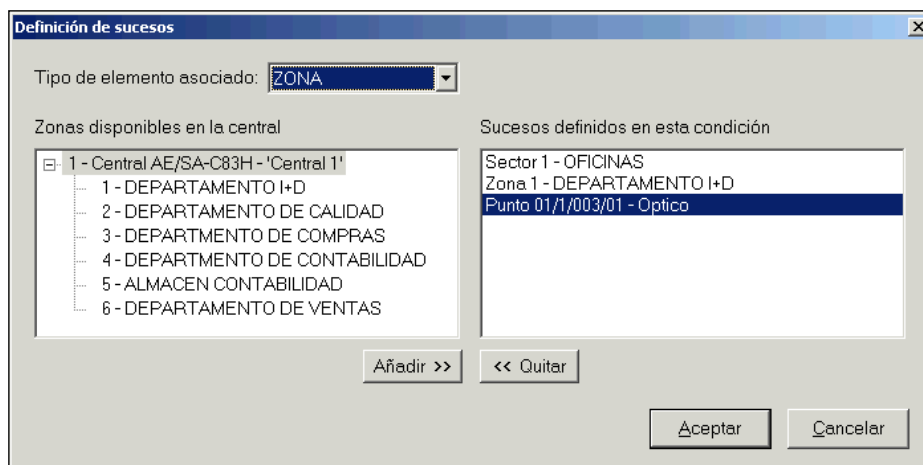 Definición de sucesos
Tipo de elemento asociado: ZONA
Zonas disponibles en la central
1 - Central AE/SA-C83H - 'Central 1'
1 - DEPARTAMENTO I+D
2 - DEPARTAMENTO DE CALIDAD
3 - DEPARTMENTO DE COMPRAS
4 - DEPARTMENTO DE CONTABILIDAD
5 - ALMACEN CONTABILIDAD
6 - DEPARTAMENTO DE VENTAS
Sucesos definidos en esta condición
Sector 1 - OFICINAS
Zona 1 - DEPARTAMENTO I+D
Punto 01/1/003/01 - Optico
Añadir >>
<< Quitar
Aceptar
Cancelar